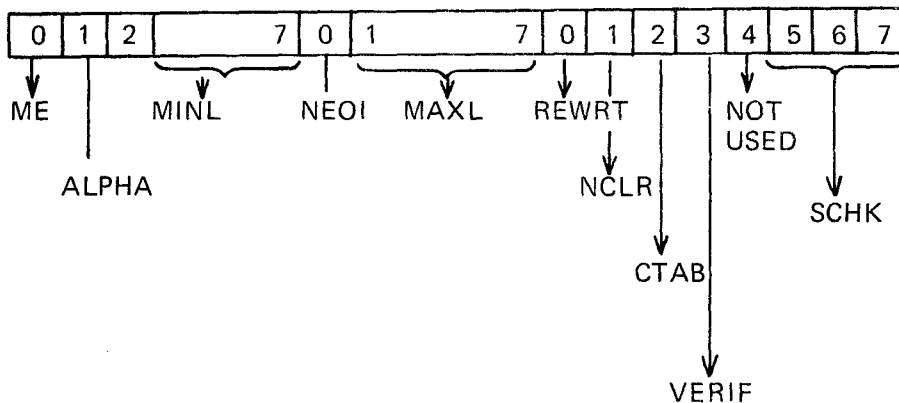 0 1 2 7 0 1 7 0 1 2 3 4 5 6 7
ME MINL NEOI MAXL REWRT NOT
USED
ALPHA NCLR
SCHK
CTAB
VERIF